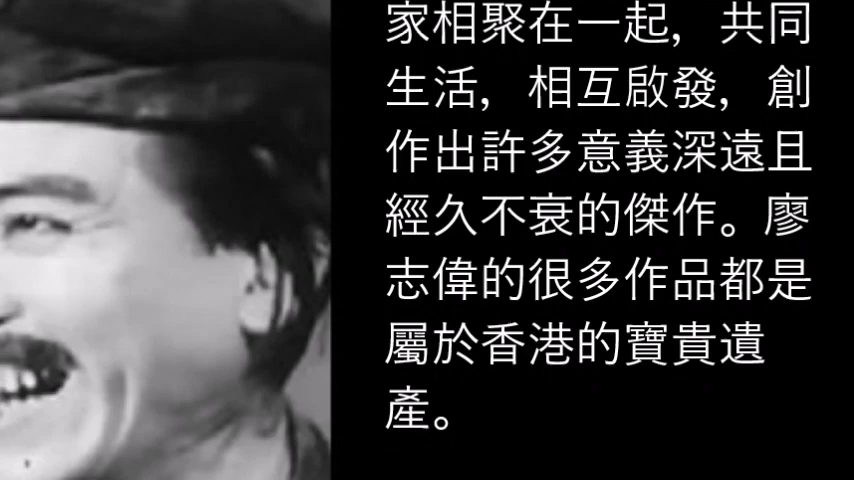 家相聚在一起，共同
生活，相互啟發，創
作出許多意義深遠且
經久不衰的傑作。廖
志偉的很多作品都是
屬於香港的寶貴遺
產。